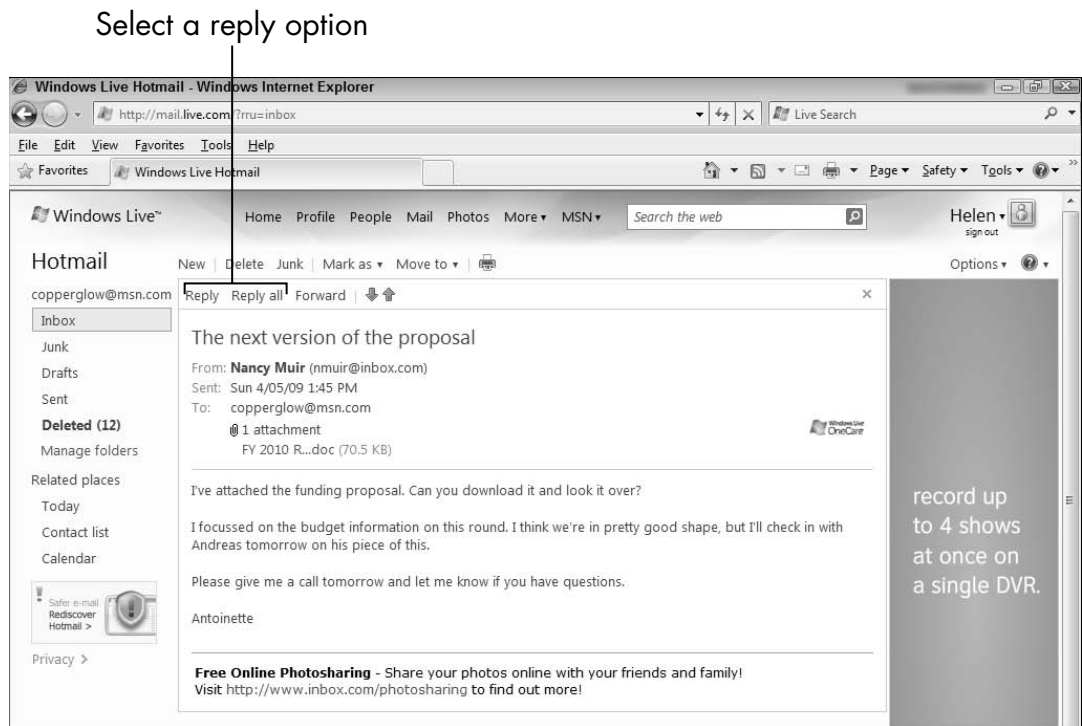 Select a reply option
Windows Live Hotmail - Windows Internet Explorer
http://mail.live.com/?rru=inbox
Live Search
File Edit View Favorites Tools Help
Favorites Windows Live Hotmail Page Safety Tools
Windows Live™ Home Profile People Mail Photos More MSN Search the web Helen
sign out
Hotmail New | Delete Junk | Mark as Move to | Options
copperglow@msn.com Reply Reply all Forward |
Inbox
Junk
Drafts
Sent
Deleted (12)
Manage folders
Related places
Today
Contact list
Calendar
Safer e-mail
Rediscover
Hotmail >
Privacy >
The next version of the proposal
From: Nancy Muir (nmuir@inbox.com)
Sent: Sun 4/05/09 1:45 PM
To: copperglow@msn.com
1 attachment
FY 2010 R...doc (70.5 KB)
Windows Live
OneCare
I've attached the funding proposal. Can you download it and look it over?
I focussed on the budget information on this round. I think we're in pretty good shape, but I'll check in with
Andreas tomorrow on his piece of this.
Please give me a call tomorrow and let me know if you have questions.
Antoinette
Free Online Photosharing - Share your photos online with your friends and family!
Visit http://www.inbox.com/photosharing to find out more!
record up
to 4 shows
at once on
a single DVR.